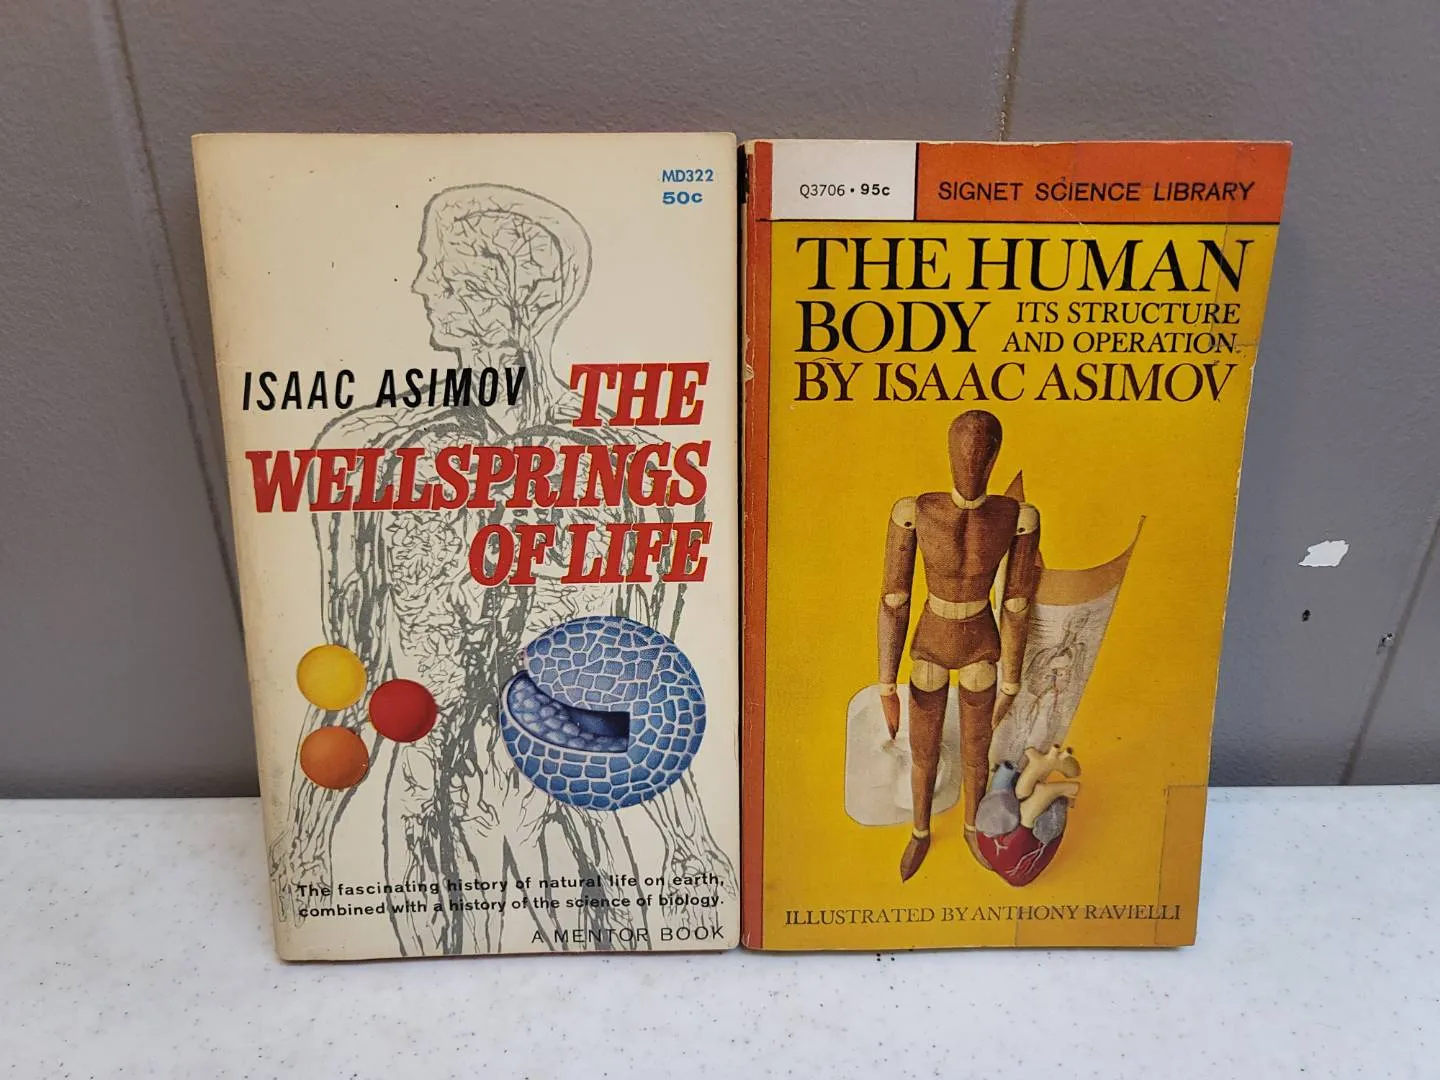 MD322
50c
ISAAC ASIMOV
THE
WELLSPRINGS
OF LIFE
The fascinating history of natural life on earth,
combined with a history of the science of biology.
A MENTOR BOOK
Q3706 • 95c
SIGNET SCIENCE LIBRARY
THE HUMAN
BODY ITS STRUCTURE
AND OPERATION
BY ISAAC ASIMOV
ILLUSTRATED BY ANTHONY RAVIELLI